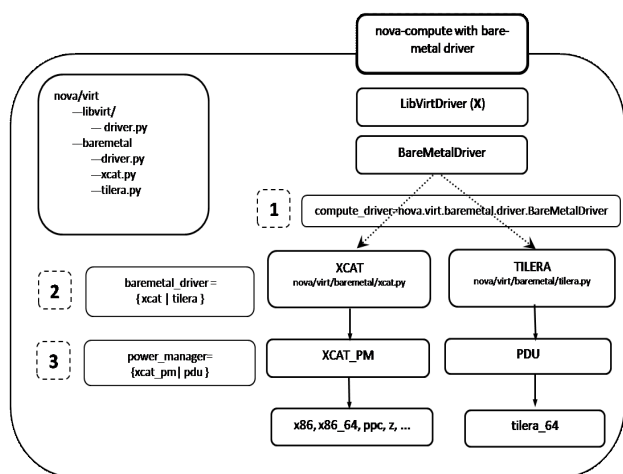 nova-compute with bare-
metal driver
nova/virt
—libvirt/
— driver.py
—baremetal
—driver.py
—xcat.py
—tilera.py
LibVirtDriver (X)
BareMetalDriver
1
compute_driver=nova.virt.baremetal.driver.BareMetalDriver
XCAT
nova/virt/baremetal/xcat.py
TILERA
nova/virt/baremetal/tilera.py
2
baremetal_driver =
{ xcat | tilera }
3
power_manager=
{xcat_pm| pdu }
XCAT_PM
PDU
x86, x86_64, ppc, z, ...
tilera_64